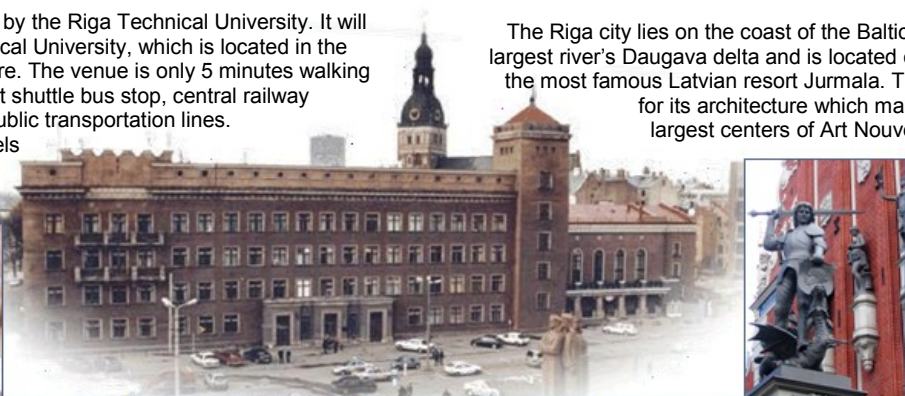 by the Riga Technical University. It will
cal University, which is located in the
re. The venue is only 5 minutes walking
t shuttle bus stop, central railway
ublic transportation lines.
els
The Riga city lies on the coast of the Baltic
largest river's Daugava delta and is located
the most famous Latvian resort Jurmala. T
for its architecture which ma
largest centers of Art Nouv